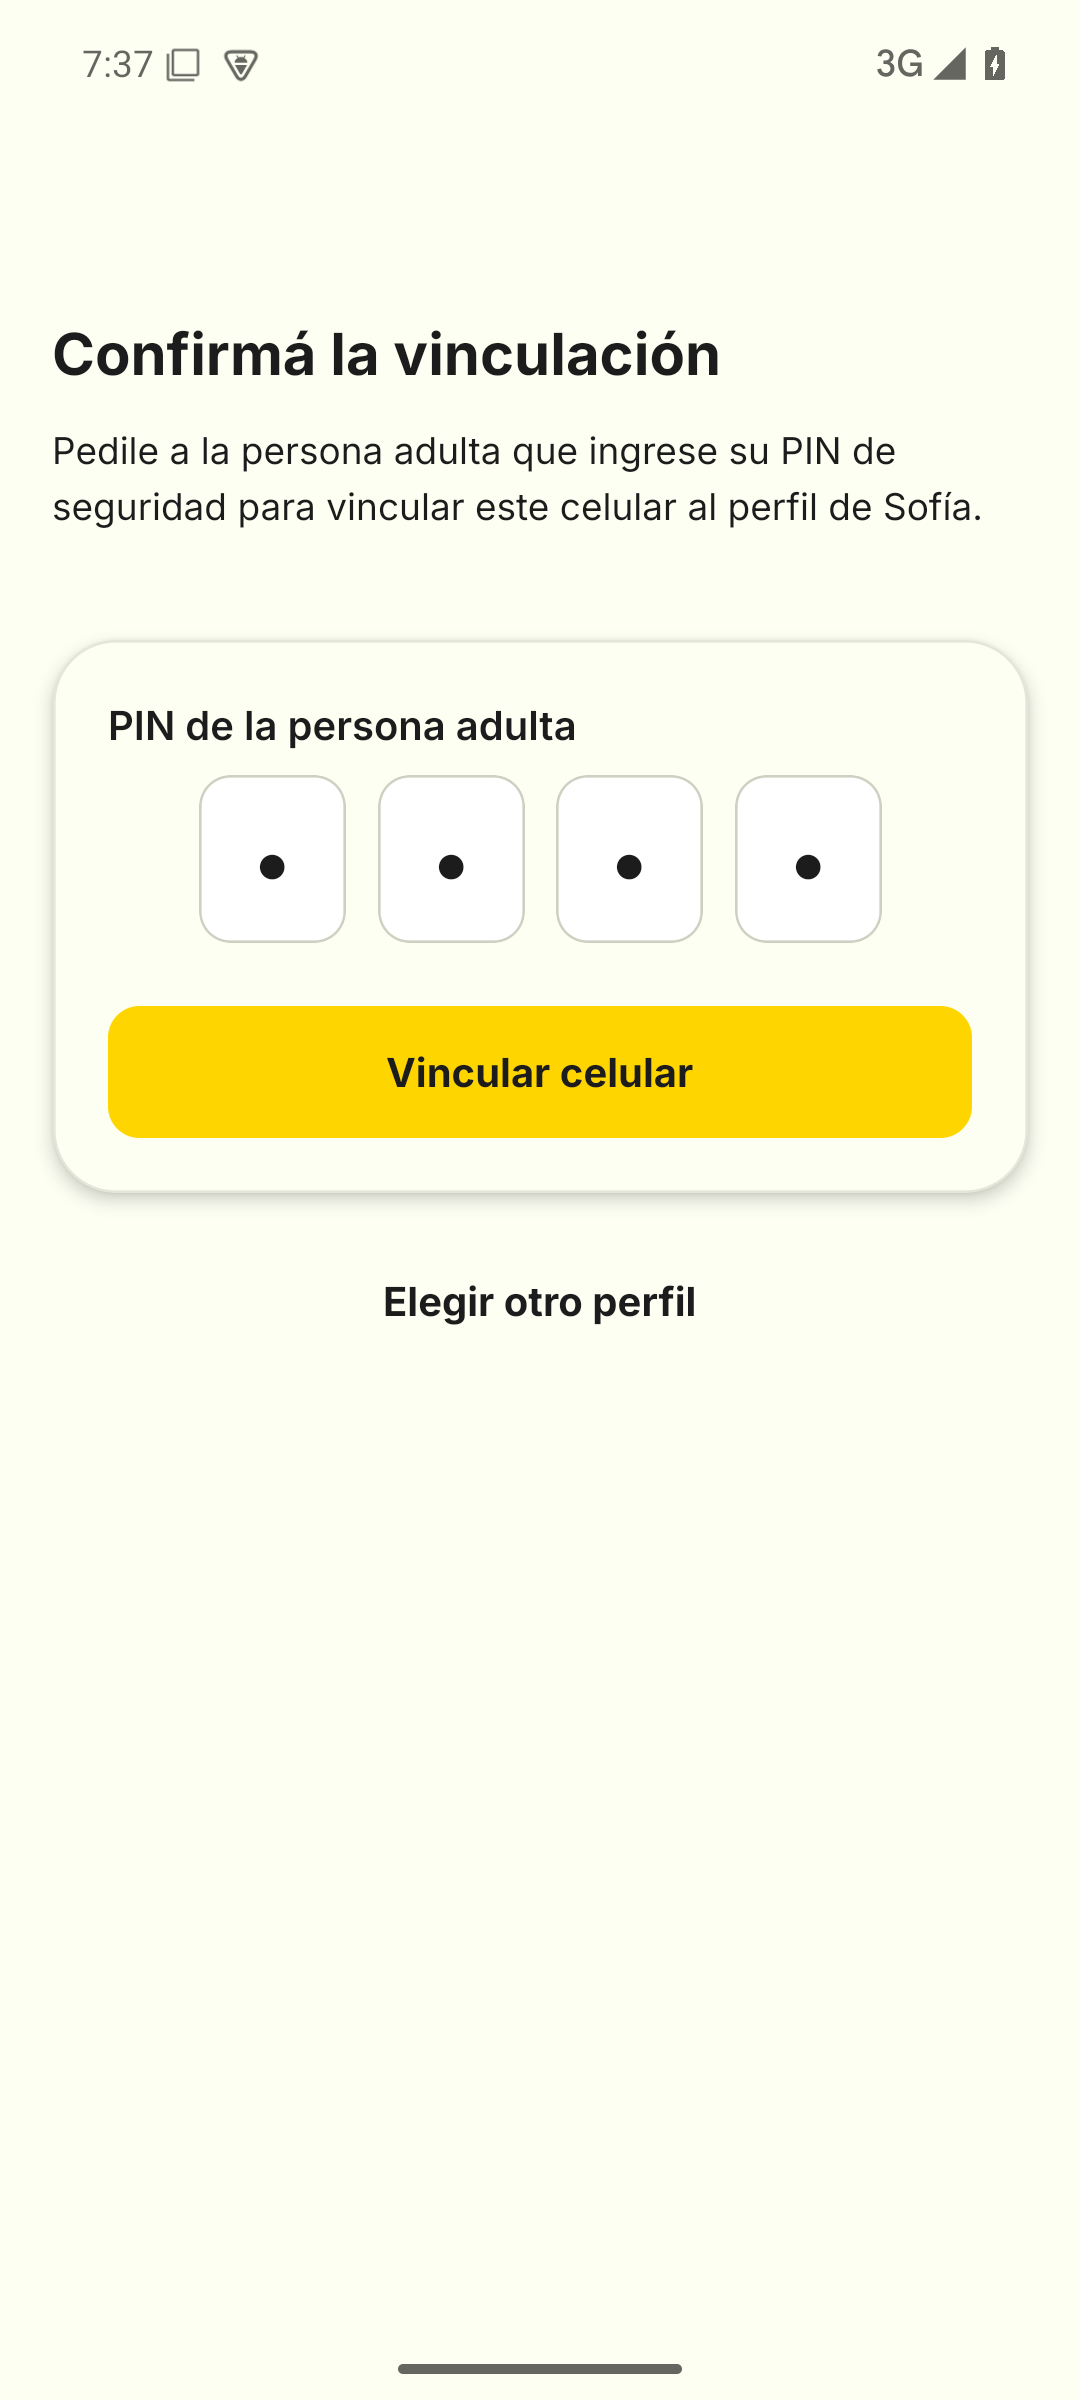 7:37
3G
Confirmá la vinculación
Pedile a la persona adulta que ingrese su PIN de
seguridad para vincular este celular al perfil de Sofía.
PIN de la persona adulta
Vincular celular
Elegir otro perfil